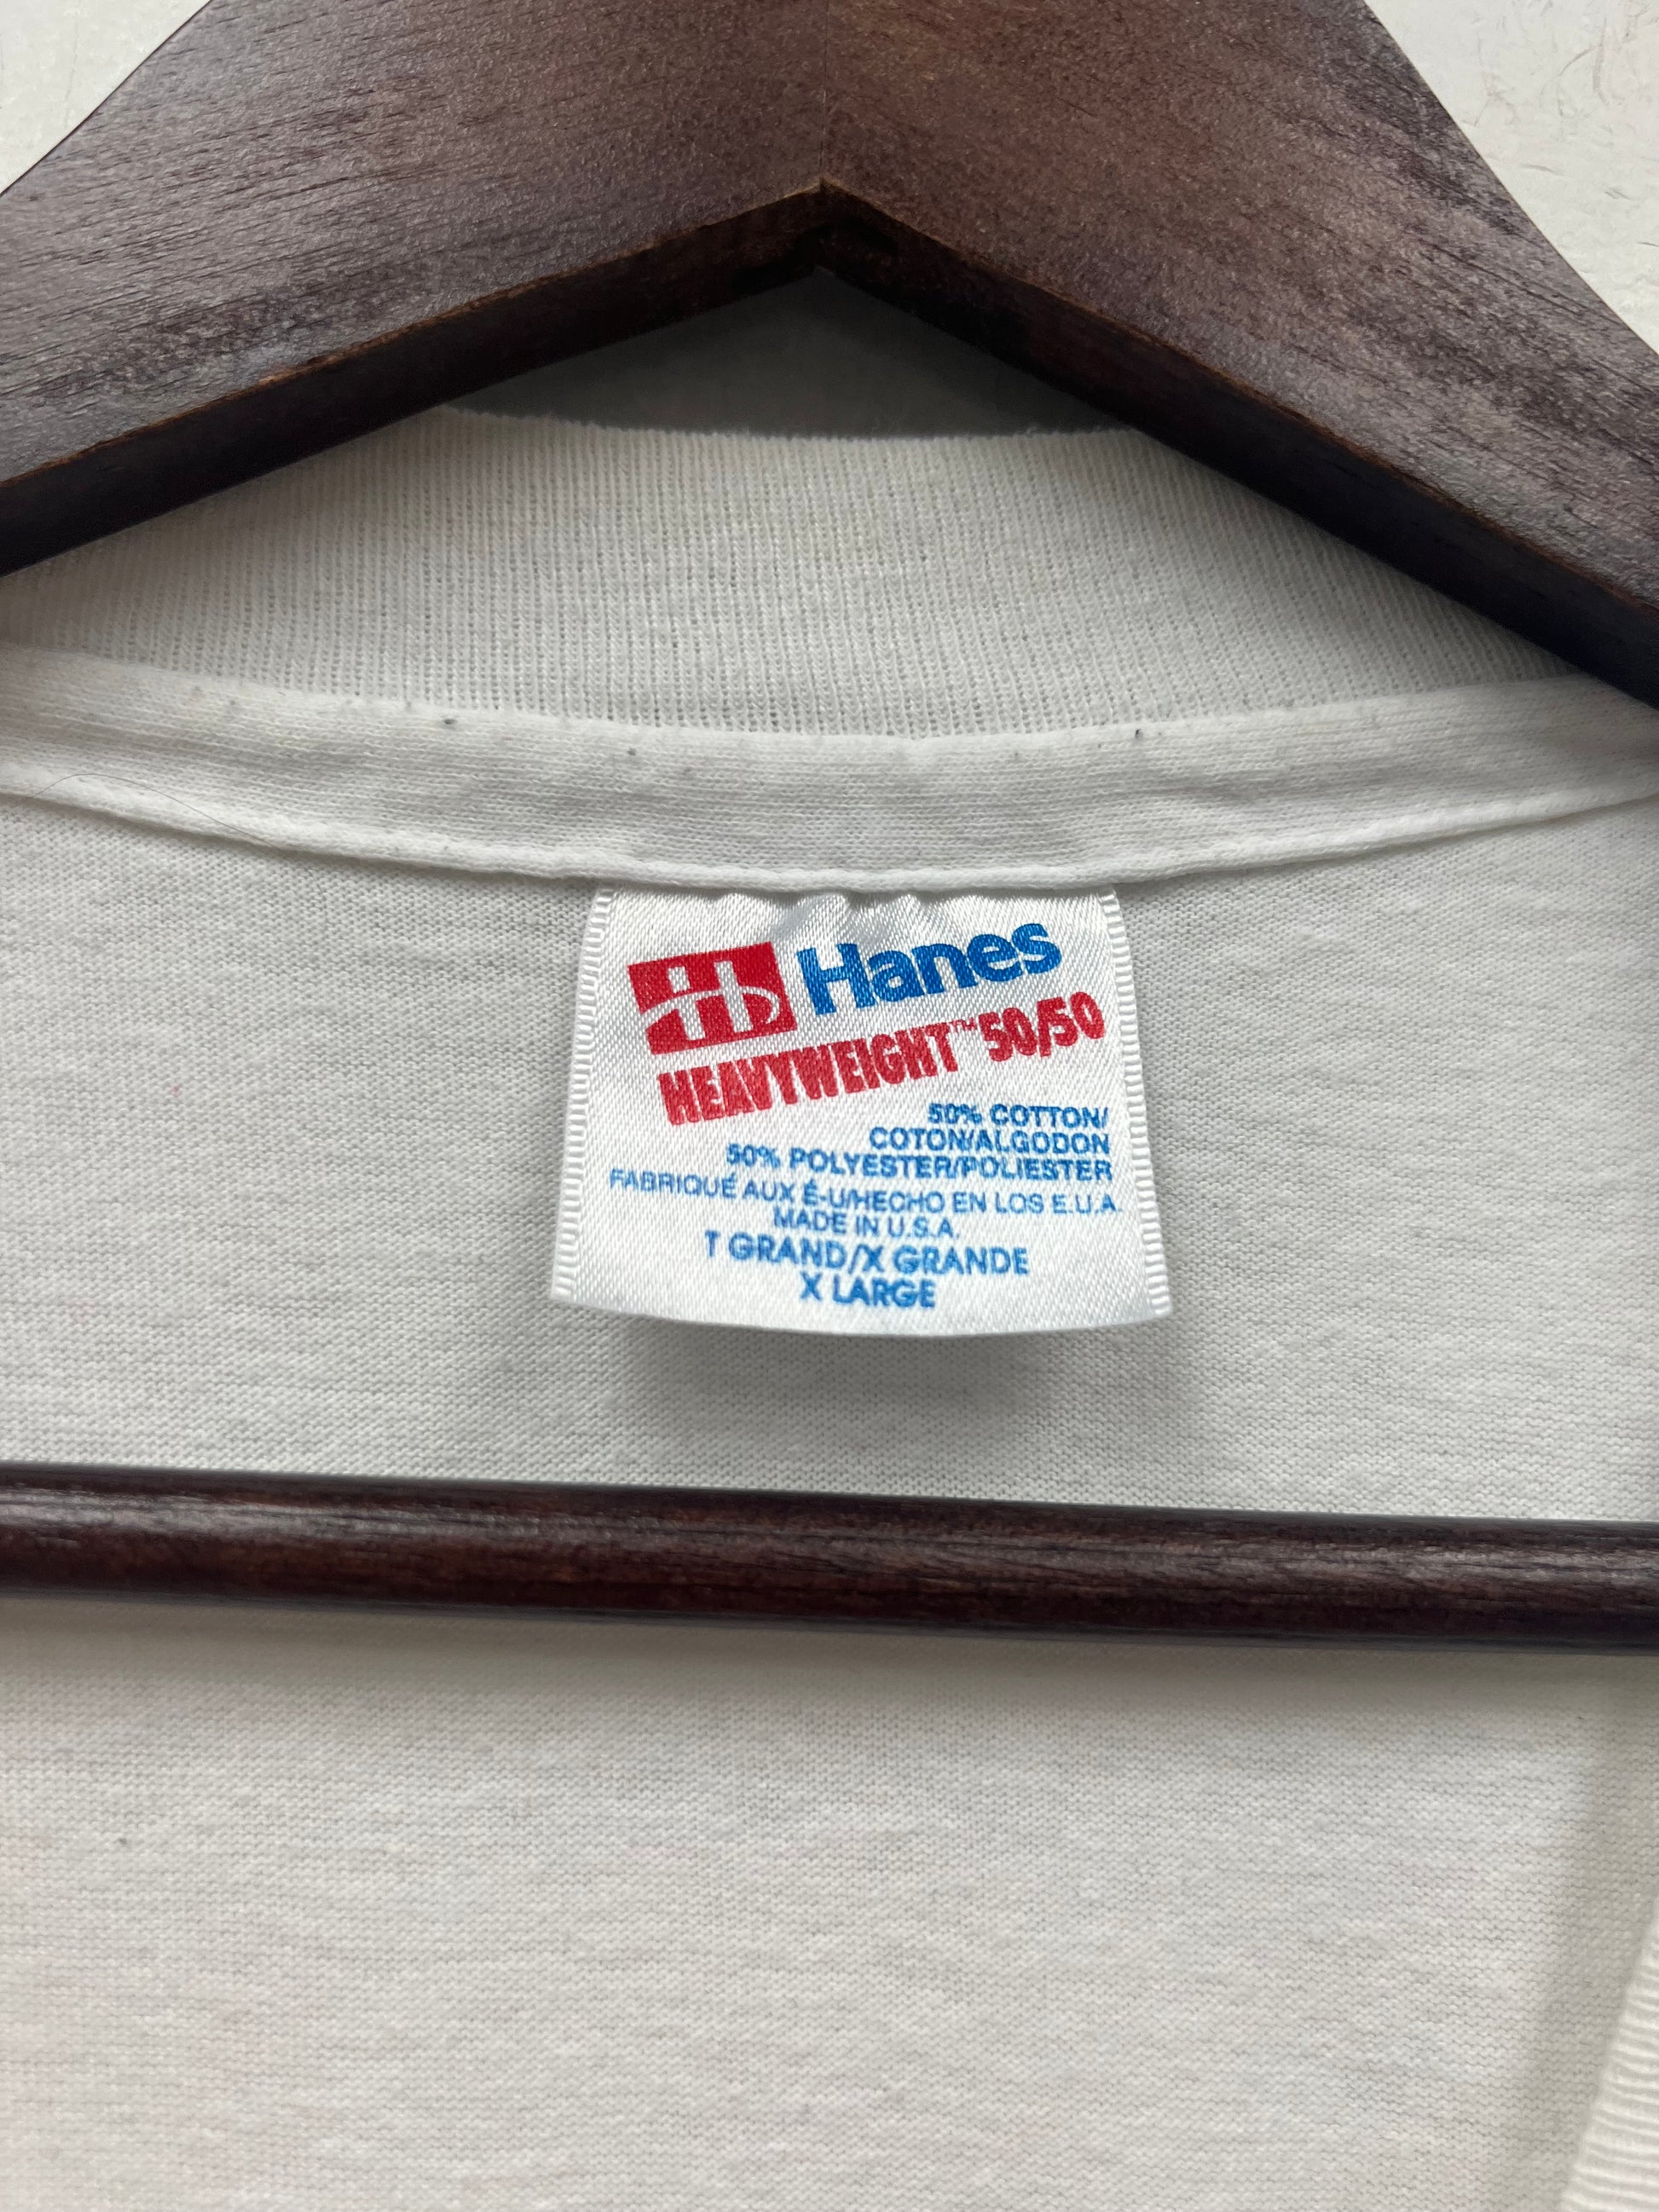 Hanes
HEAVYWEIGHT™ 50/50
50% COTTON/
COTON/ALGODON
50% POLYESTER/POLIESTER
FABRIQUÉ AUX É-U/HECHO EN LOS E.U.A.
MADE IN U.S.A.
T GRAND/X GRANDE
X LARGE